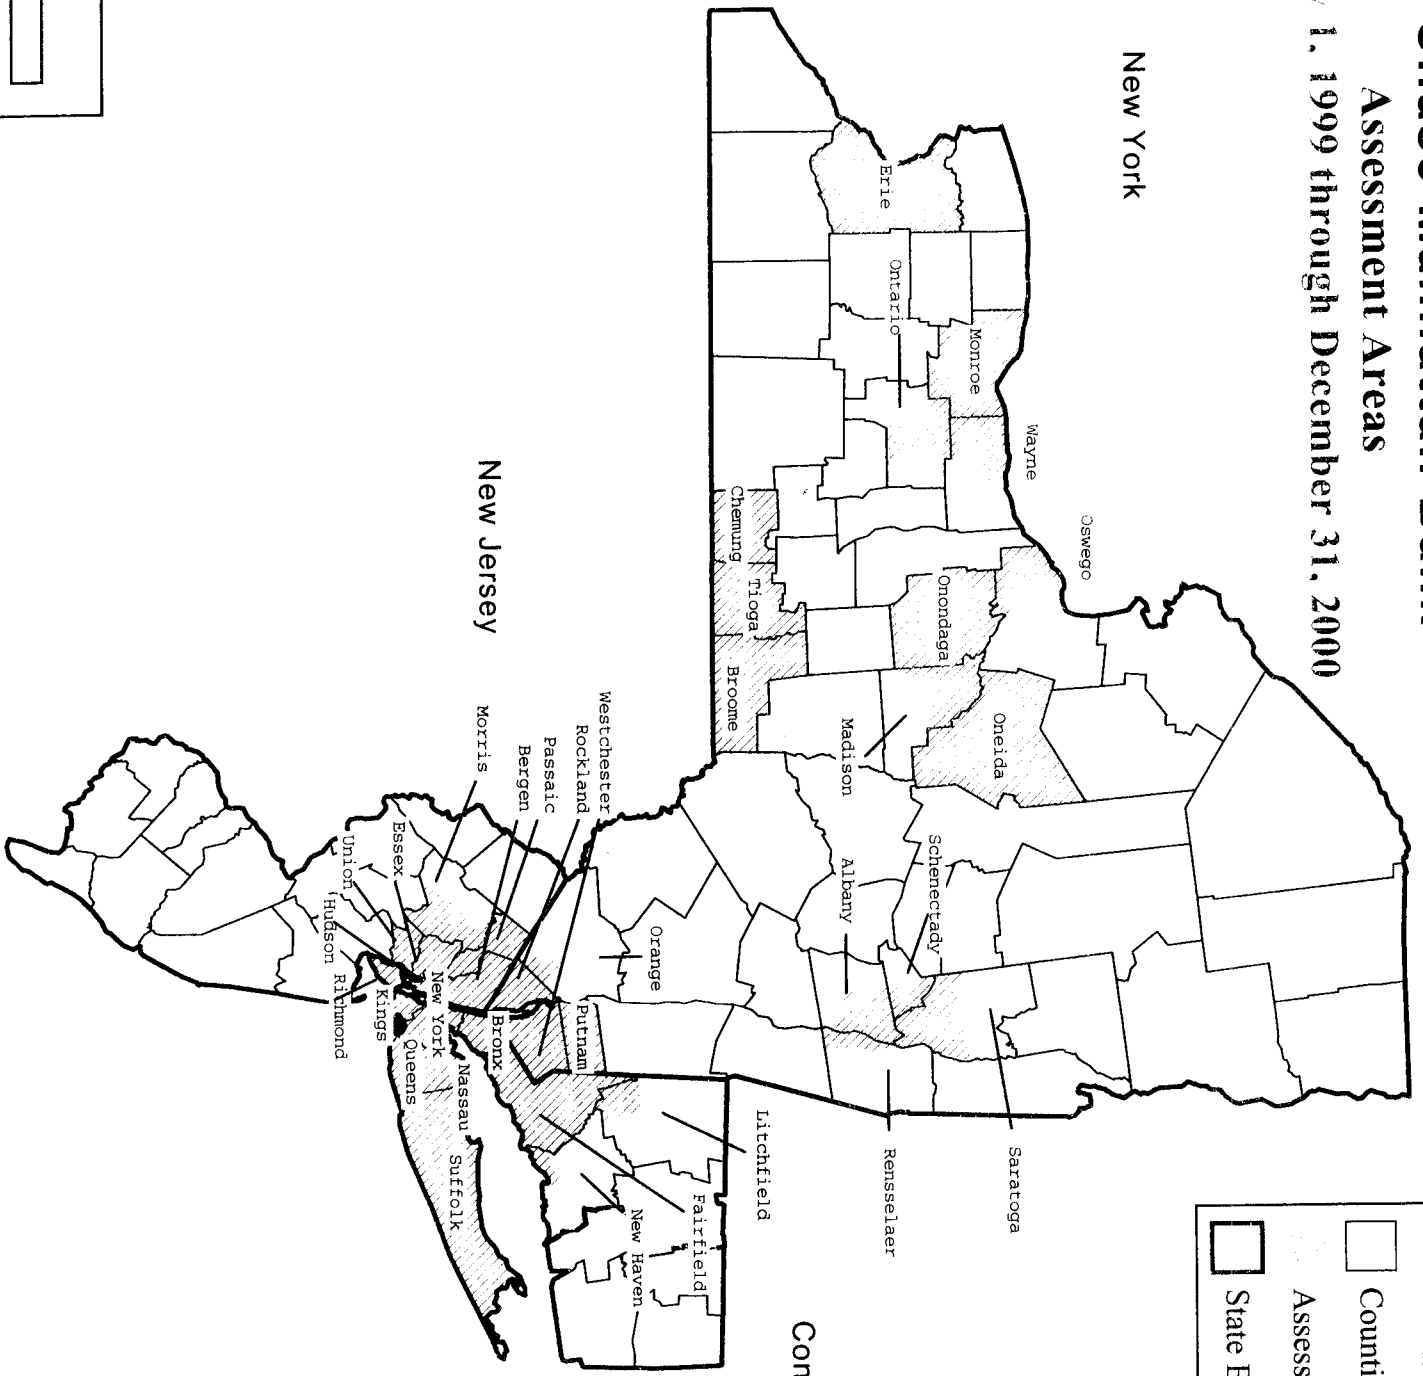 Assessment Areas
1, 1999 through December 31, 2000
New York
Erie
Ontario
Monroe
Wayne
Oswego
Chemung
Tioga
Broome
Onondaga
Oneida
Madison
Schenectady
Albany
Saratoga
Rensselaer
Orange
Westchester
Rockland
Passaic
Bergen
Morris
New Jersey
Essex
Union
Hudson
Richmond
Kings
New York
Queens
Bronx
Putnam
Nassau
Suffolk
Litchfield
Fairfield
New Haven
Con
Counti
Assess
State